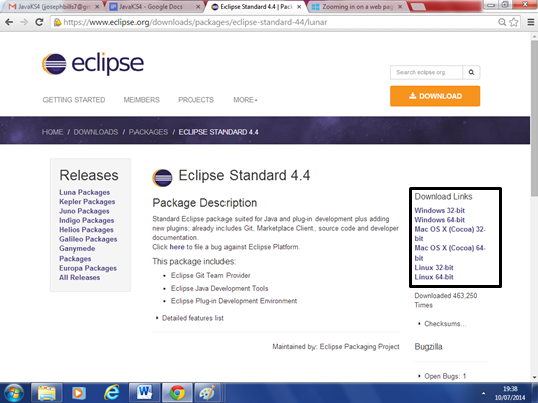 JavaKS4 (josephbills7@gm
JavaKS4 - Google Docs
Eclipse Standard 4.4 | Pack
Zooming in on a web pag
https://www.eclipse.org/downloads/packages/eclipse-standard-44/lunar
eclipse
Search eclipse.org
GETTING STARTED MEMBERS PROJECTS MORE
DOWNLOAD
HOME / DOWNLOADS / PACKAGES / ECLIPSE STANDARD 4.4
Releases
Luna Packages
Kepler Packages
Juno Packages
Indigo Packages
Helios Packages
Galileo Packages
Ganymede
Packages
Europa Packages
All Releases
Eclipse Standard 4.4
Package Description
Standard Eclipse package suited for Java and plug-in development plus adding
new plugins; already includes Git, Marketplace Client, source code and developer
documentation.
Click here to file a bug against Eclipse Platform.
This package includes:
Eclipse Git Team Provider
Eclipse Java Development Tools
Eclipse Plug-in Development Environment
Detailed features list
Maintained by: Eclipse Packaging Project
Download Links
Windows 32-bit
Windows 64-bit
Mac OS X (Cocoa) 32-
bit
Mac OS X (Cocoa) 64-
bit
Linux 32-bit
Linux 64-bit
Downloaded 463,250
Times
Checksums...
Bugzilla
Open Bugs: 1
19:38
10/07/2014